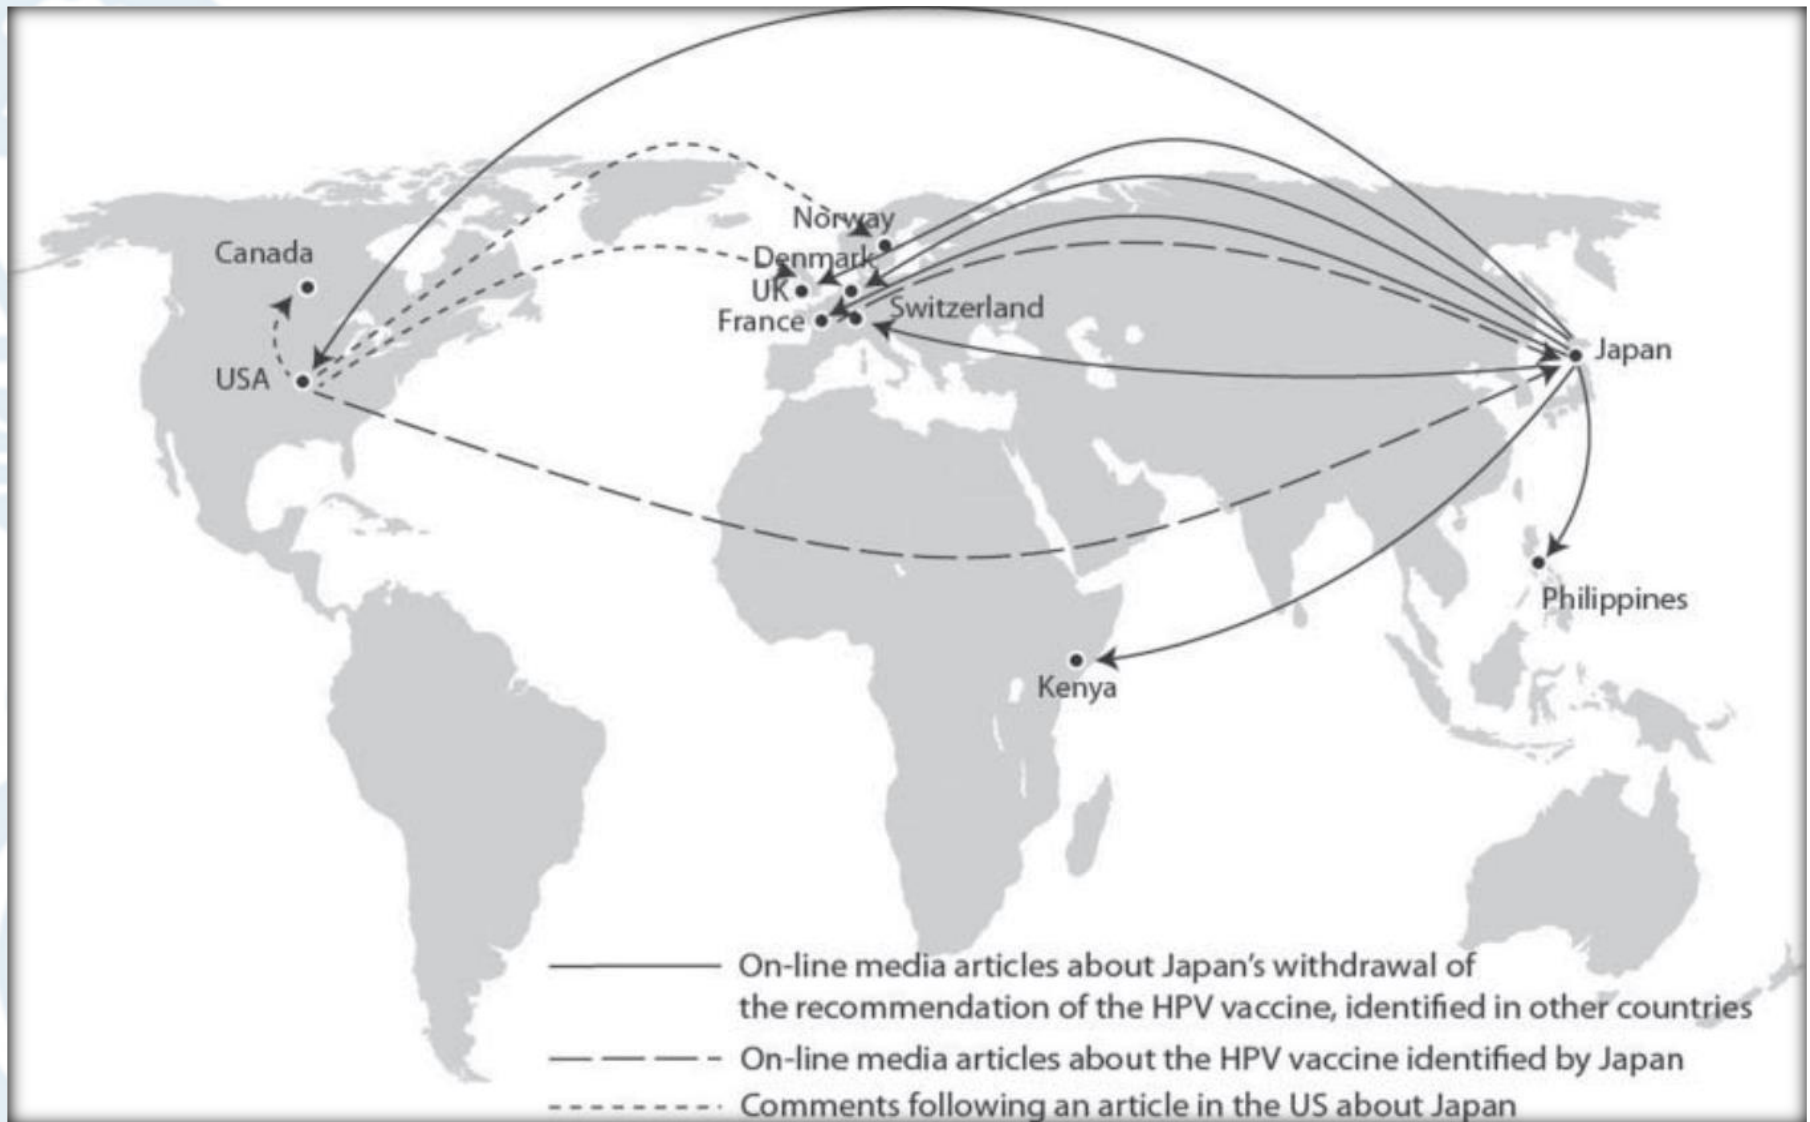 Norway
Canada
Denmark
UK
Switzerland
France
Japan
USA
Philippines
Kenya
On-line media articles about Japan’s withdrawal of
the recommendation of the HPV vaccine, identified in other countries
On-line media articles about the HPV vaccine identified by Japan
Comments following an article in the US about Japan